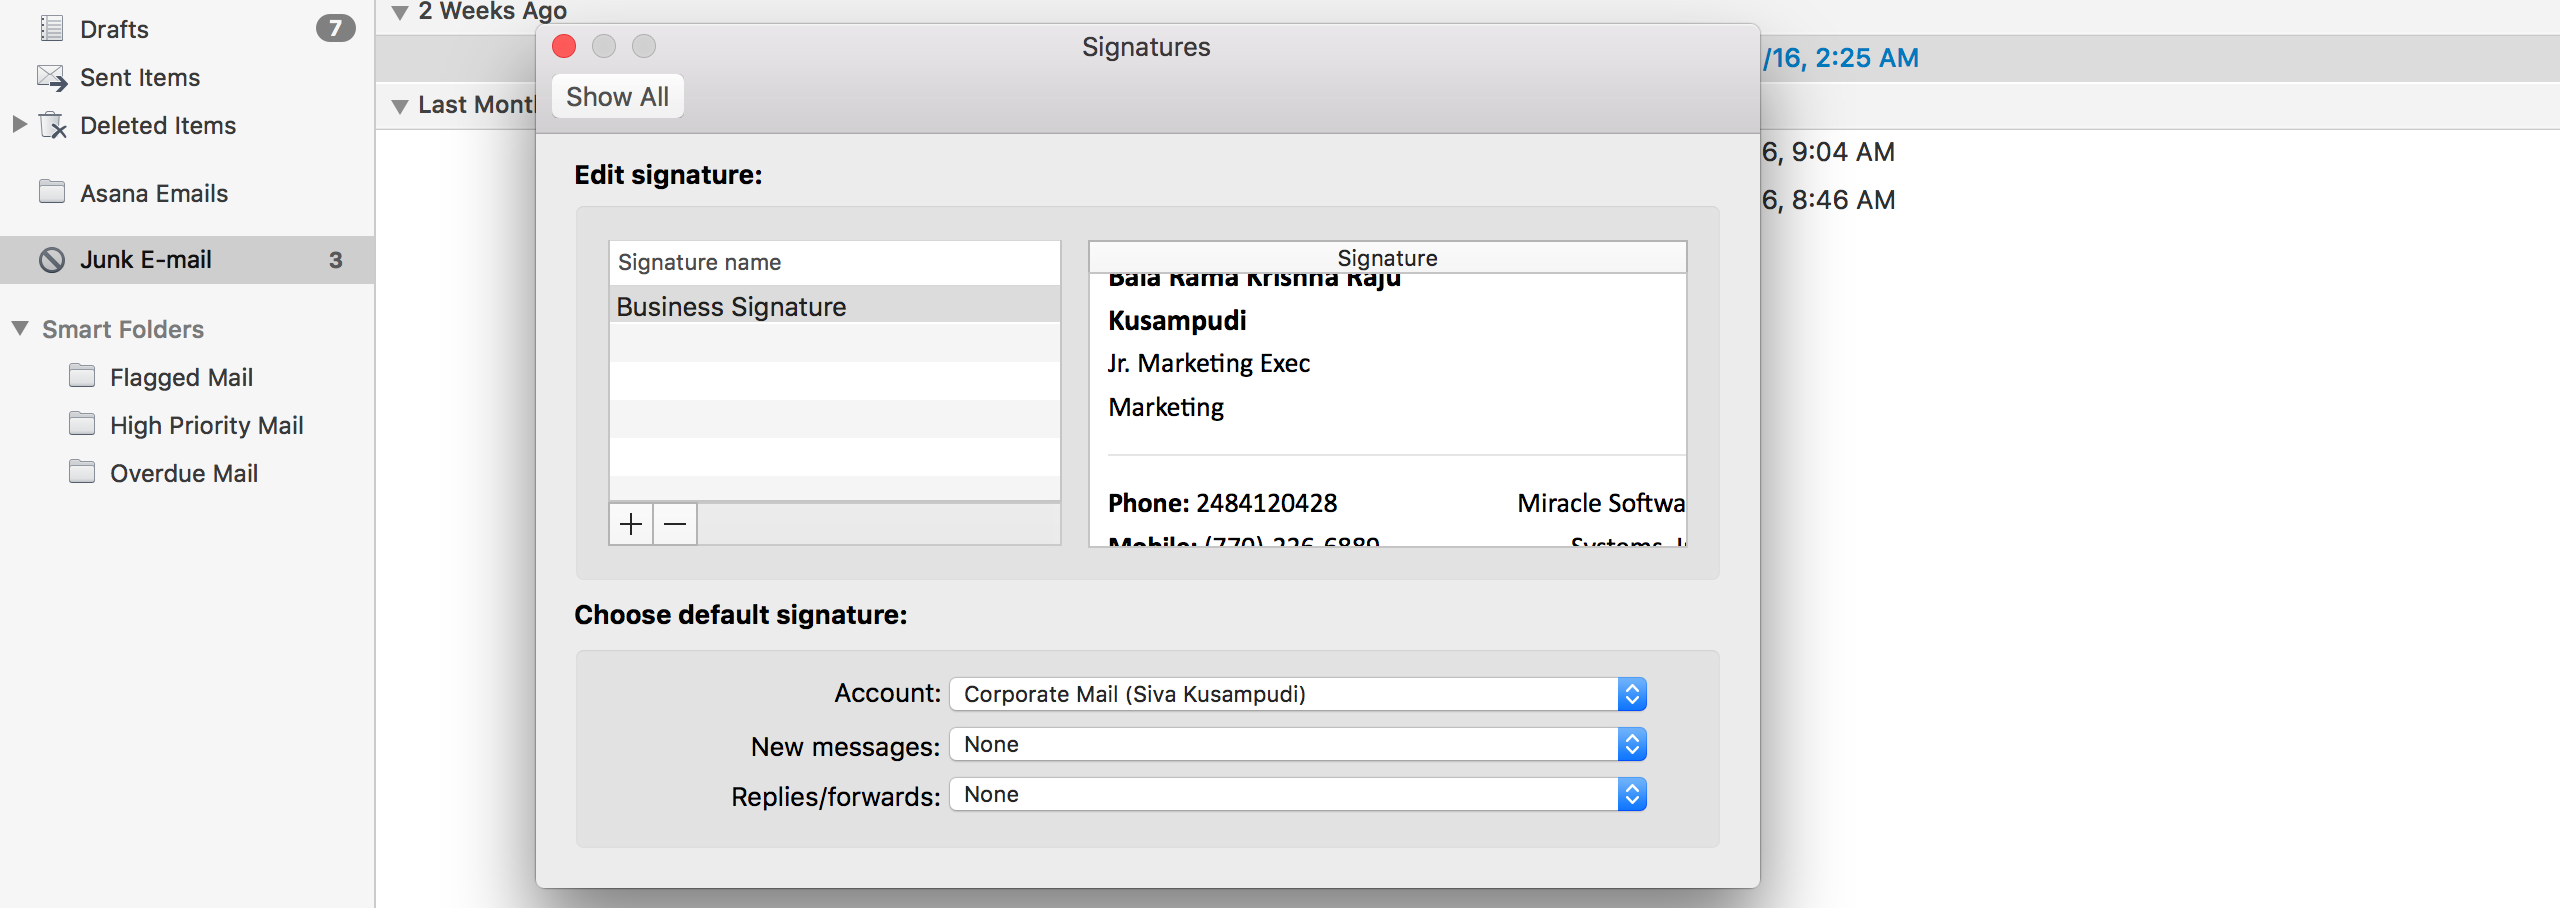 Drafts 7
Sent Items
Deleted Items
Asana Emails
Junk E-mail 3
Smart Folders
Flagged Mail
High Priority Mail
Overdue Mail
2 Weeks Ago
/16, 2:25 AM
Last Mont
6, 9:04 AM
6, 8:46 AM
Signatures
Show All
Edit signature:
Signature name
Business Signature
Signature
Bala Rama Krishna Raju
Kusampudi
Jr. Marketing Exec
Marketing
Phone: 2484120428 Miracle Softwa
Mobile: (770)-226-6889 Systems, I
Choose default signature:
Account: Corporate Mail (Siva Kusampudi)
New messages: None
Replies/forwards: None